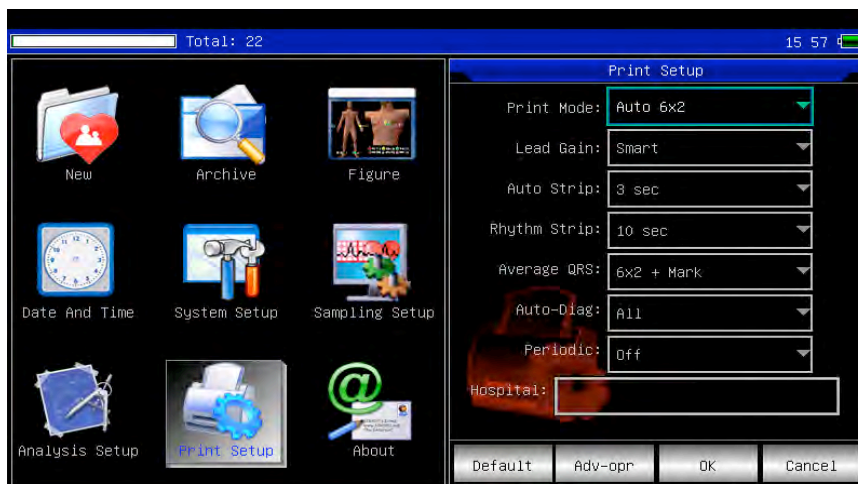 Total: 22
15 57
New
Archive
Figure
Date And Time
System Setup
Sampling Setup
Analysis Setup
Print Setup
About
Print Setup
Print Mode: Auto 6x2
Lead Gain: Smart
Auto Strip: 3 sec
Rhythm Strip: 10 sec
Average QRS: 6x2 + Mark
Auto-Diag: All
Periodic: Off
Hospital:
Default
Adv-opr
OK
Cancel